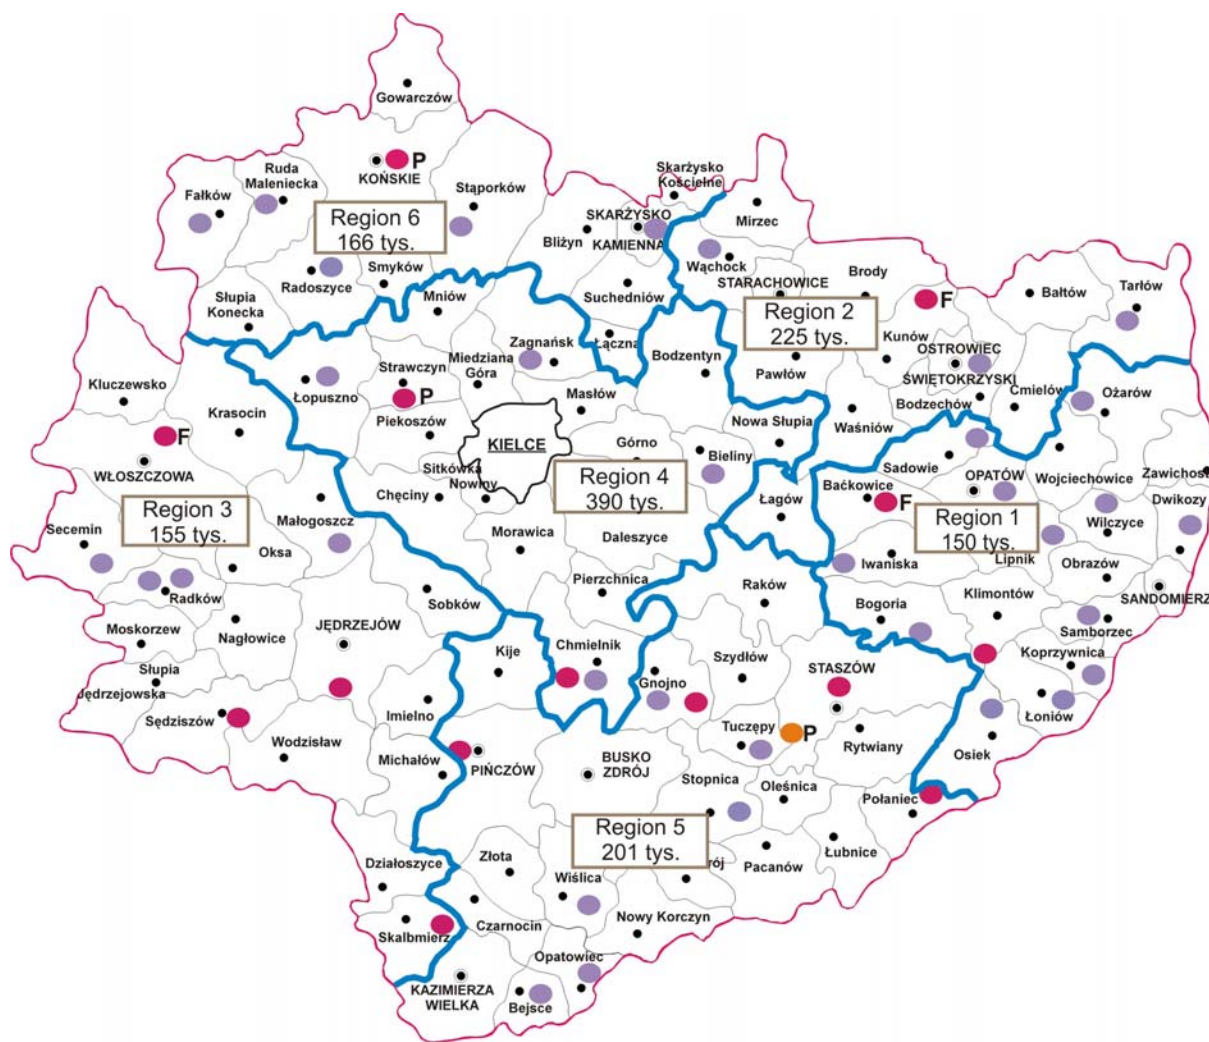 Gowarczów
P
KOŃSKIE
Ruda
Maleniecka
Fałków
Stąporków
Skarżysko
Kościelne
Mirzec
Region 6
166 tys.
SKARŻYSKO
KAMIENNA
Bliżyn
Wąchock
STARACHOWICE
Brody
Bałtów
Tarłów
Radoszyce
Smyków
Suchedniów
Słupia
Konecka
Mniów
F
Region 2
225 tys.
Kunów
OSTROWIEC
ŚWIĘTOKRZYSKI
Zagnańsk
Łączna
Bodzentyn
Pawłów
Ćmielów
Ożarów
Bodzechów
Kluczewsko
Krasocin
Łopuszno
Strawczyn
P
Miedziana
Góra
Masłów
Piekoszów
Nowa Słupia
Waśniów
F
WŁOSZCZOWA
KIELCE
Górno
Bieliny
Sadowie
OPATÓW
Wojciechowice
Zawichost
Sitkówka
Nowiny
Chęciny
Region 4
390 tys.
Łagów
Baćkowice
F
Region 1
150 tys.
Wilczyce
Dwikozy
Region 3
155 tys.
Małogoszcz
Secemin
Oksa
Morawica
Daleszyce
Iwaniska
Lipnik
Obrazów
Radków
Sobków
Pierzchnica
Raków
Klimontów
SANDOMIERZ
Bogoria
Samborzec
Moskorzew
Nagłowice
JĘDRZEJÓW
Kije
Chmielnik
Gnojno
Szydłów
STASZÓW
Koprzywnica
Słupia
Jędrzejowska
Sędziszów
Imielno
Łoniów
Wodzisław
Michałów
PIŃCZÓW
BUSKO
ZDRÓJ
Tuczępy
P
Rytwiany
Osiek
Stopnica
Oleśnica
Połaniec
Region 5
201 tys.
Łubnice
Pacanów
rój
Działoszyce
Złota
Wiślica
Skalbmierz
Czarnocin
Nowy Korczyn
Opatowiec
KAZIMIERZA
WIELKA
Bejsce